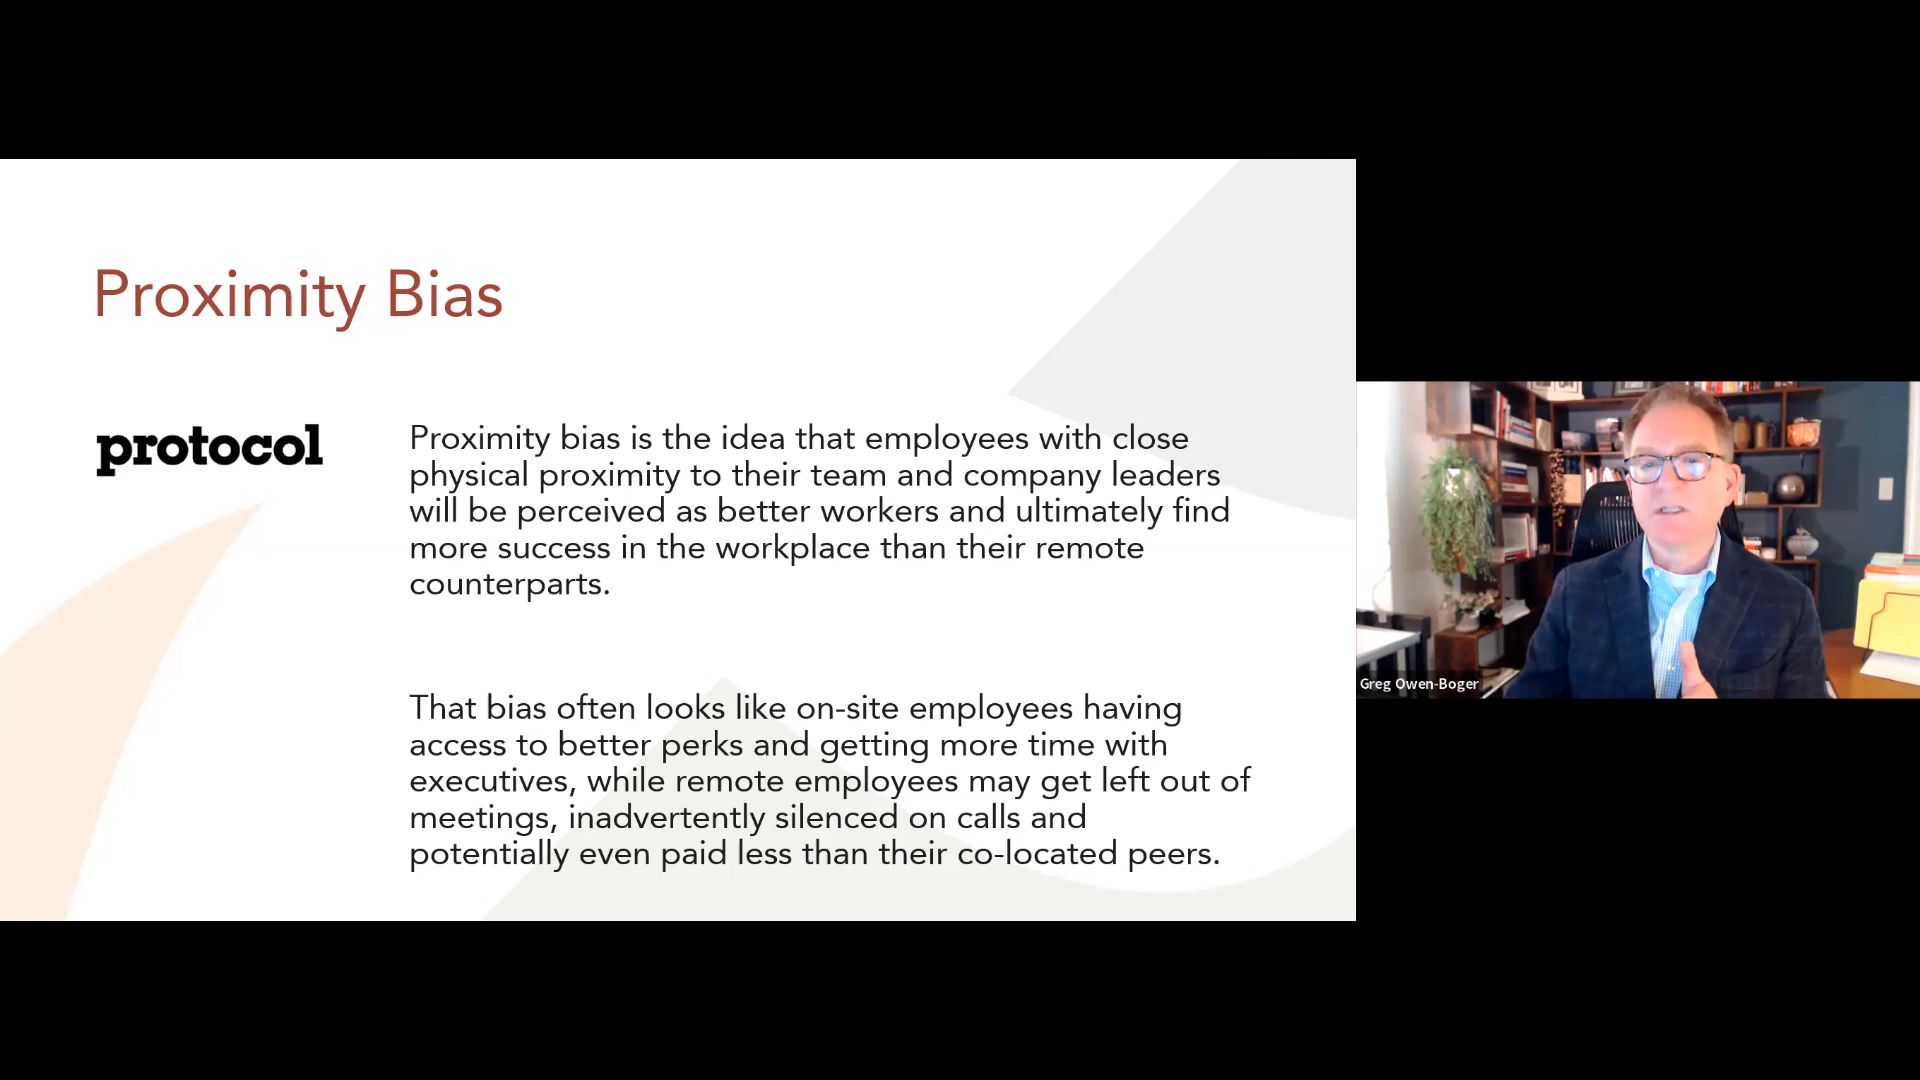 Proximity Bias
protocol
Proximity bias is the idea that employees with close
physical proximity to their team and company leaders
will be perceived as better workers and ultimately find
more success in the workplace than their remote
counterparts.
That bias often looks like on-site employees having
access to better perks and getting more time with
executives, while remote employees may get left out of
meetings, inadvertently silenced on calls and
potentially even paid less than their co-located peers.
Greg Owen-Boger